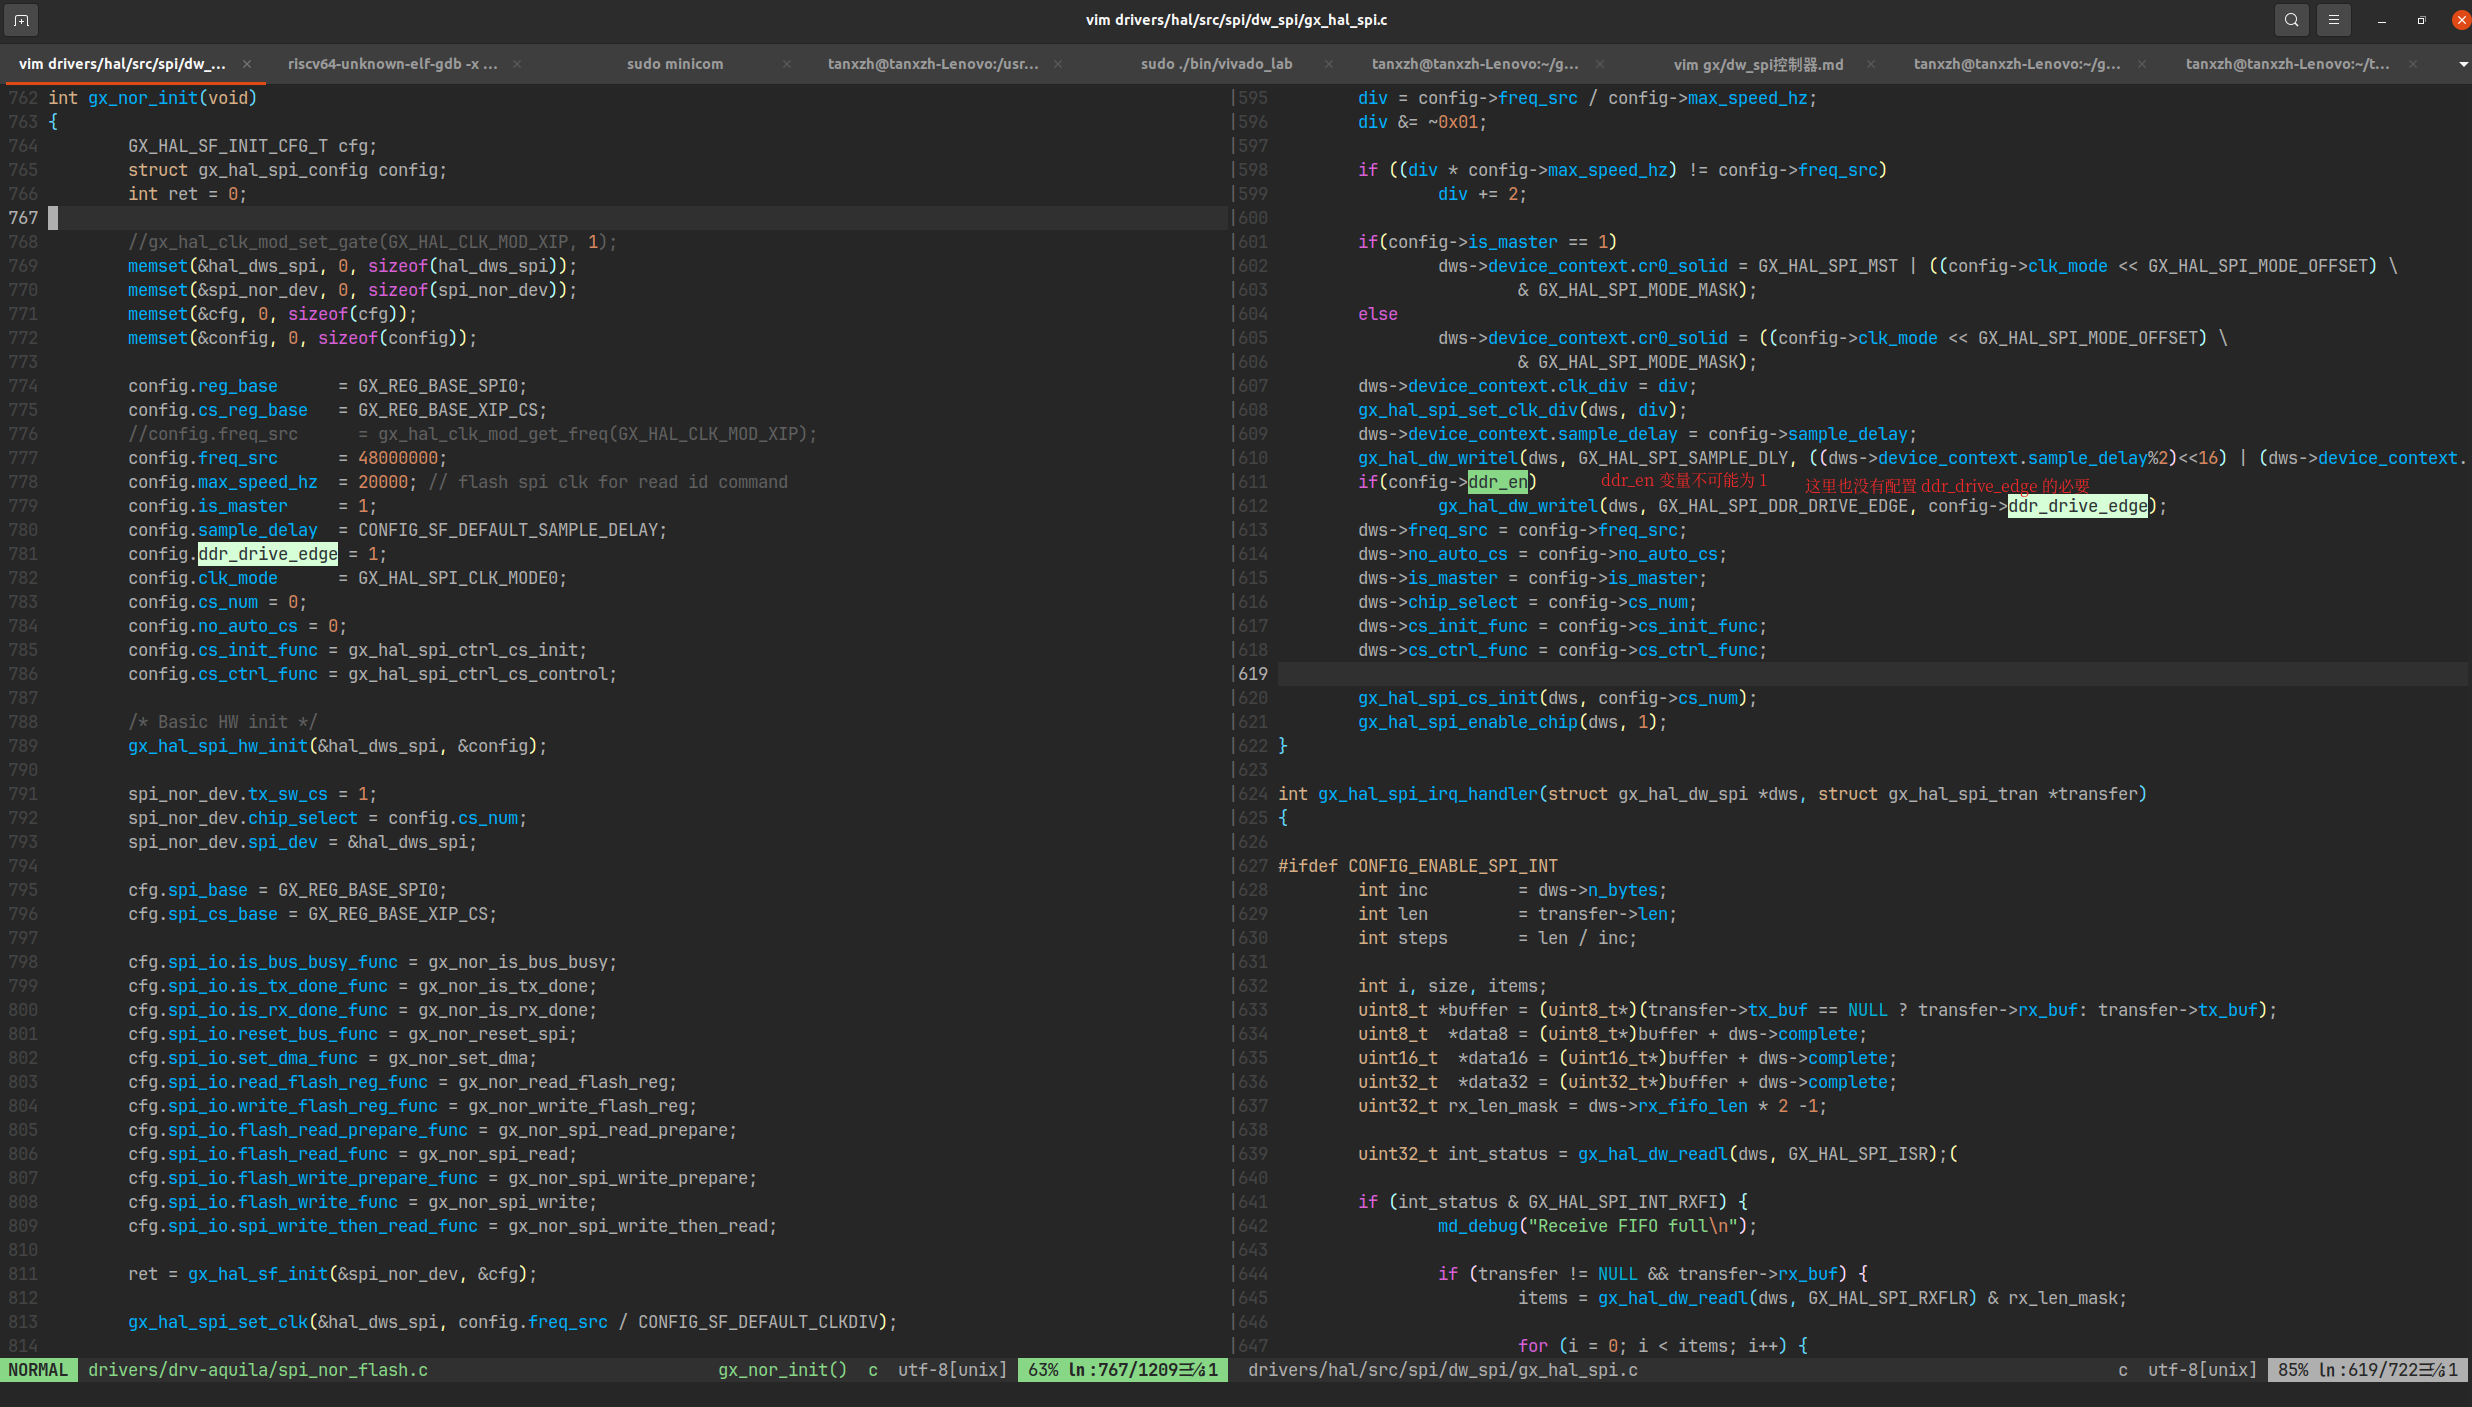 vim drivers/hal/src/spi/dw_spi/gx_hal_spi.c
vim drivers/hal/src/spi/dw_... × riscv64-unknown-elf-gdb -x ... × sudo minicom × tanxzh@tanxzh-Lenovo:/usr... × sudo ./bin/vivado_lab × tanxzh@tanxzh-Lenovo:~/g... × vim gx/dw_spi控制器.md × tanxzh@tanxzh-Lenovo:~/g... × tanxzh@tanxzh-Lenovo:~/t... ×
762 int gx_nor_init(void)
763 {
764         GX_HAL_SF_INIT_CFG_T cfg;
765         struct gx_hal_spi_config config;
766         int ret = 0;
767
768         //gx_hal_clk_mod_set_gate(GX_HAL_CLK_MOD_XIP, 1);
769         memset(&hal_dws_spi, 0, sizeof(hal_dws_spi));
770         memset(&spi_nor_dev, 0, sizeof(spi_nor_dev));
771         memset(&cfg, 0, sizeof(cfg));
772         memset(&config, 0, sizeof(config));
773
774         config.reg_base      = GX_REG_BASE_SPI0;
775         config.cs_reg_base   = GX_REG_BASE_XIP_CS;
776         //config.freq_src      = gx_hal_clk_mod_get_freq(GX_HAL_CLK_MOD_XIP);
777         config.freq_src      = 48000000;
778         config.max_speed_hz  = 20000; // flash spi clk for read id command
779         config.is_master     = 1;
780         config.sample_delay  = CONFIG_SF_DEFAULT_SAMPLE_DELAY;
781         config.ddr_drive_edge = 1;
782         config.clk_mode      = GX_HAL_SPI_CLK_MODE0;
783         config.cs_num = 0;
784         config.no_auto_cs = 0;
785         config.cs_init_func = gx_hal_spi_ctrl_cs_init;
786         config.cs_ctrl_func = gx_hal_spi_ctrl_cs_control;
787
788         /* Basic HW init */
789         gx_hal_spi_hw_init(&hal_dws_spi, &config);
790
791         spi_nor_dev.tx_sw_cs = 1;
792         spi_nor_dev.chip_select = config.cs_num;
793         spi_nor_dev.spi_dev = &hal_dws_spi;
794
795         cfg.spi_base = GX_REG_BASE_SPI0;
796         cfg.spi_cs_base = GX_REG_BASE_XIP_CS;
797
798         cfg.spi_io.is_bus_busy_func = gx_nor_is_bus_busy;
799         cfg.spi_io.is_tx_done_func = gx_nor_is_tx_done;
800         cfg.spi_io.is_rx_done_func = gx_nor_is_rx_done;
801         cfg.spi_io.reset_bus_func = gx_nor_reset_spi;
802         cfg.spi_io.set_dma_func = gx_nor_set_dma;
803         cfg.spi_io.read_flash_reg_func = gx_nor_read_flash_reg;
804         cfg.spi_io.write_flash_reg_func = gx_nor_write_flash_reg;
805         cfg.spi_io.flash_read_prepare_func = gx_nor_spi_read_prepare;
806         cfg.spi_io.flash_read_func = gx_nor_spi_read;
807         cfg.spi_io.flash_write_prepare_func = gx_nor_spi_write_prepare;
808         cfg.spi_io.flash_write_func = gx_nor_spi_write;
809         cfg.spi_io.spi_write_then_read_func = gx_nor_spi_write_then_read;
810
811         ret = gx_hal_sf_init(&spi_nor_dev, &cfg);
812
813         gx_hal_spi_set_clk(&hal_dws_spi, config.freq_src / CONFIG_SF_DEFAULT_CLKDIV);
814
NORMAL drivers/drv-aquila/spi_nor_flash.c gx_nor_init() c utf-8[unix] 63% ln:767/1209☰℅:1
595         div = config->freq_src / config->max_speed_hz;
596         div &= ~0x01;
597
598         if ((div * config->max_speed_hz) != config->freq_src)
599                 div += 2;
600
601         if(config->is_master == 1)
602                 dws->device_context.cr0_solid = GX_HAL_SPI_MST | ((config->clk_mode << GX_HAL_SPI_MODE_OFFSET) \
603                         & GX_HAL_SPI_MODE_MASK);
604         else
605                 dws->device_context.cr0_solid = ((config->clk_mode << GX_HAL_SPI_MODE_OFFSET) \
606                         & GX_HAL_SPI_MODE_MASK);
607         dws->device_context.clk_div = div;
608         gx_hal_spi_set_clk_div(dws, div);
609         dws->device_context.sample_delay = config->sample_delay;
610         gx_hal_dw_writel(dws, GX_HAL_SPI_SAMPLE_DLY, ((dws->device_context.sample_delay%2)<<16) | (dws->device_context.
611         if(config->ddr_en) ddr_en 变量不可能为 1 这里也没有配置 ddr_drive_edge 的必要
612                 gx_hal_dw_writel(dws, GX_HAL_SPI_DDR_DRIVE_EDGE, config->ddr_drive_edge);
613         dws->freq_src = config->freq_src;
614         dws->no_auto_cs = config->no_auto_cs;
615         dws->is_master = config->is_master;
616         dws->chip_select = config->cs_num;
617         dws->cs_init_func = config->cs_init_func;
618         dws->cs_ctrl_func = config->cs_ctrl_func;
619
620         gx_hal_spi_cs_init(dws, config->cs_num);
621         gx_hal_spi_enable_chip(dws, 1);
622 }
623
624 int gx_hal_spi_irq_handler(struct gx_hal_dw_spi *dws, struct gx_hal_spi_tran *transfer)
625 {
626
627 #ifdef CONFIG_ENABLE_SPI_INT
628         int inc         = dws->n_bytes;
629         int len         = transfer->len;
630         int steps       = len / inc;
631
632         int i, size, items;
633         uint8_t *buffer = (uint8_t*)(transfer->tx_buf == NULL ? transfer->rx_buf: transfer->tx_buf);
634         uint8_t  *data8 = (uint8_t*)buffer + dws->complete;
635         uint16_t  *data16 = (uint16_t*)buffer + dws->complete;
636         uint32_t  *data32 = (uint32_t*)buffer + dws->complete;
637         uint32_t rx_len_mask = dws->rx_fifo_len * 2 -1;
638
639         uint32_t int_status = gx_hal_dw_readl(dws, GX_HAL_SPI_ISR);(
640
641         if (int_status & GX_HAL_SPI_INT_RXFI) {
642                 md_debug("Receive FIFO full\n");
643
644                 if (transfer != NULL && transfer->rx_buf) {
645                         items = gx_hal_dw_readl(dws, GX_HAL_SPI_RXFLR) & rx_len_mask;
646
647                         for (i = 0; i < items; i++) {
drivers/hal/src/spi/dw_spi/gx_hal_spi.c c utf-8[unix] 85% ln:619/722☰℅:1